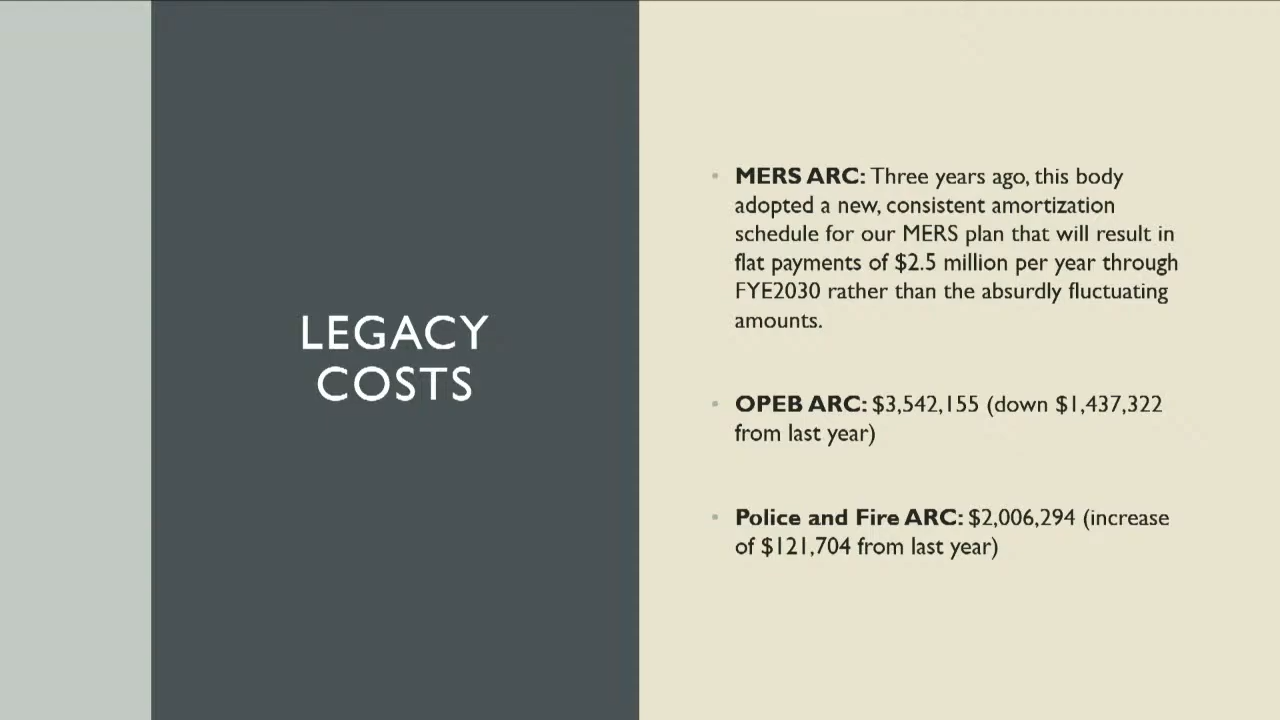 LEGACY
COSTS
MERS ARC: Three years ago, this body
adopted a new, consistent amortization
schedule for our MERS plan that will result in
flat payments of $2.5 million per year through
FYE2030 rather than the absurdly fluctuating
amounts.
OPEB ARC: $3,542,155 (down $1,437,322
from last year)
Police and Fire ARC: $2,006,294 (increase
of $121,704 from last year)